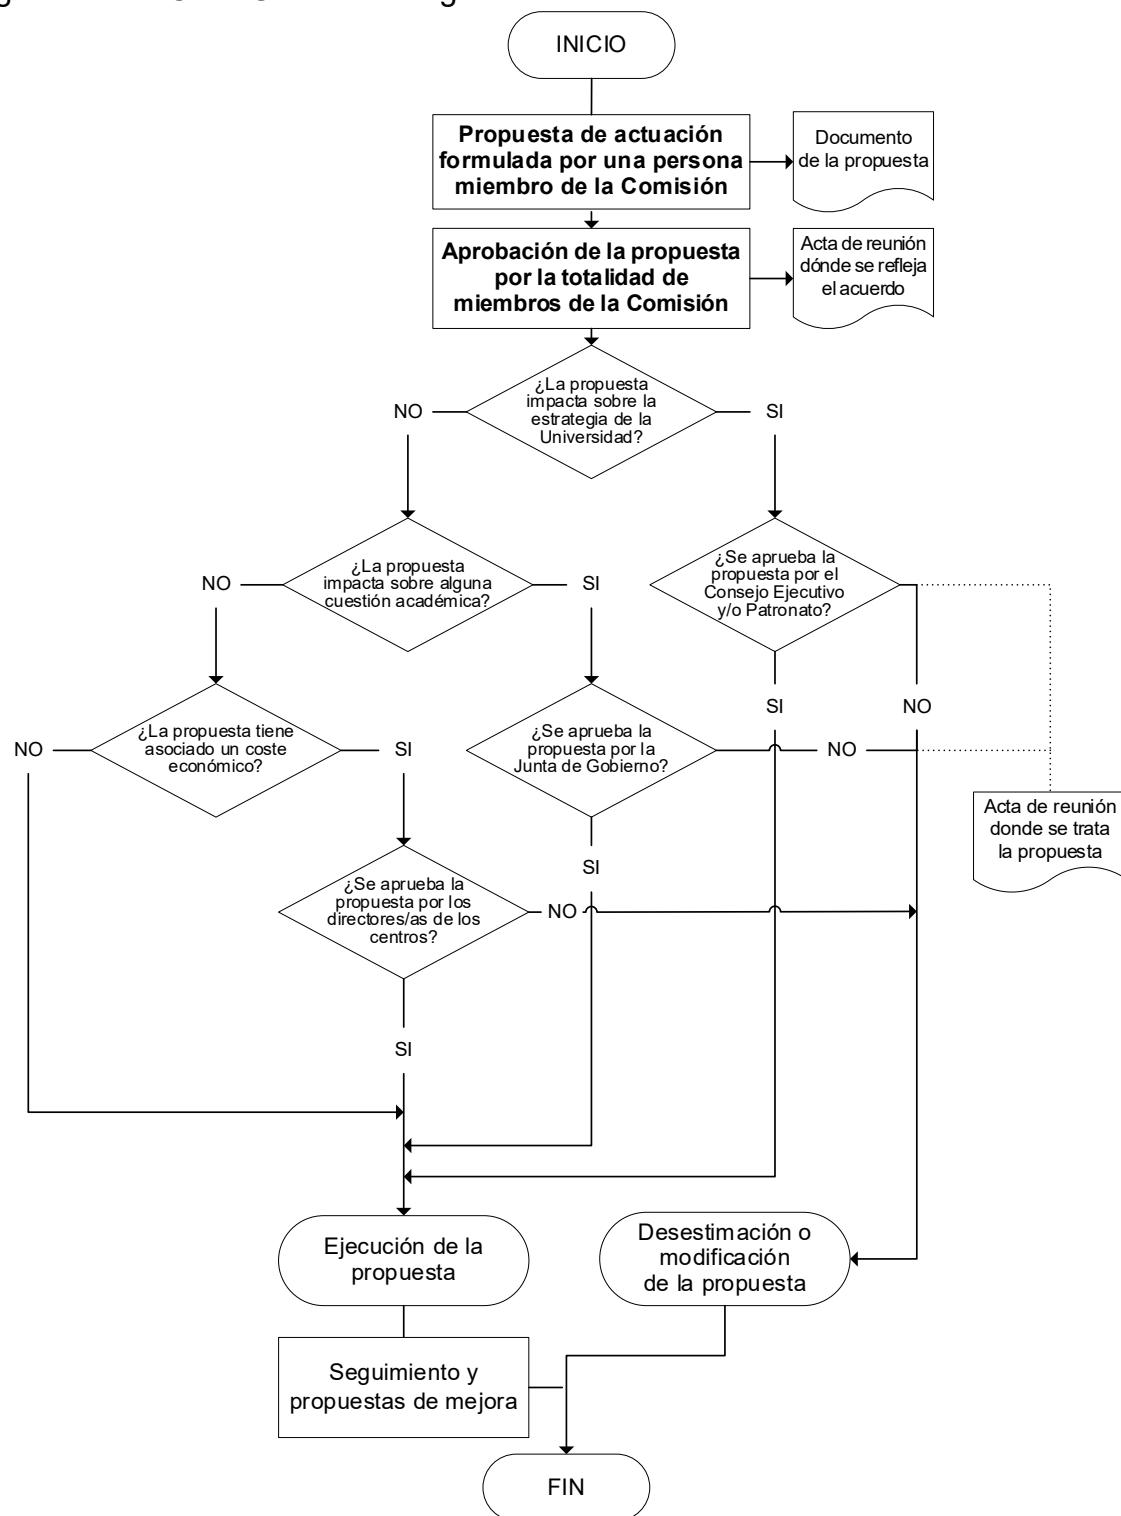 INICIO
Propuesta de actuación
formulada por una persona
miembro de la Comisión
Documento
de la propuesta
Aprobación de la propuesta
por la totalidad de
miembros de la Comisión
Acta de reunión
dónde se refleja
el acuerdo
¿La propuesta
impacta sobre la
estrategia de la
Universidad?
NO
SI
¿La propuesta
impacta sobre alguna
cuestión académica?
NO
SI
¿Se aprueba la
propuesta por el
Consejo Ejecutivo
y/o Patronato?
SI
NO
¿La propuesta tiene
asociado un coste
económico?
NO
SI
¿Se aprueba la
propuesta por la
Junta de Gobierno?
NO
SI
Acta de reunión
donde se trata
la propuesta
¿Se aprueba la
propuesta por los
directores/as de los
centros?
NO
SI
Ejecución de la
propuesta
Desestimación o
modificación
de la propuesta
Seguimiento y
propuestas de mejora
FIN